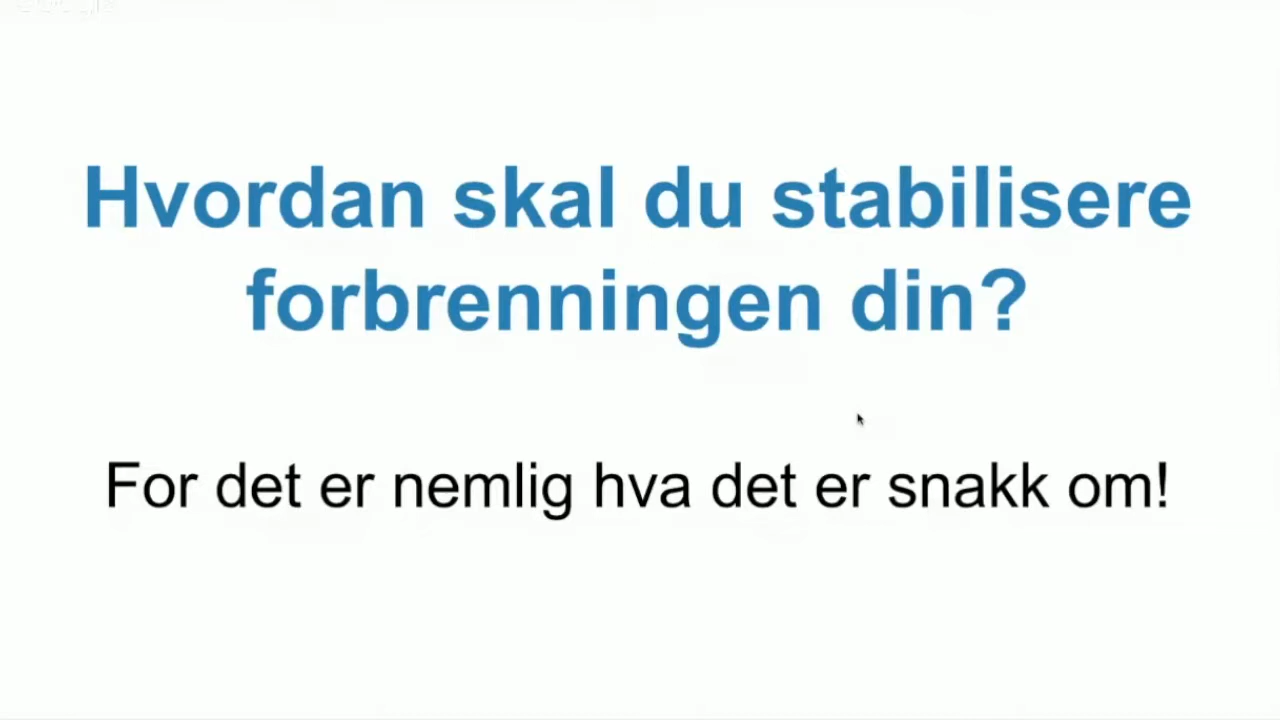 Hvordan skal du stabilisere
forbrenningen din?
For det er nemlig hva det er snakk om!